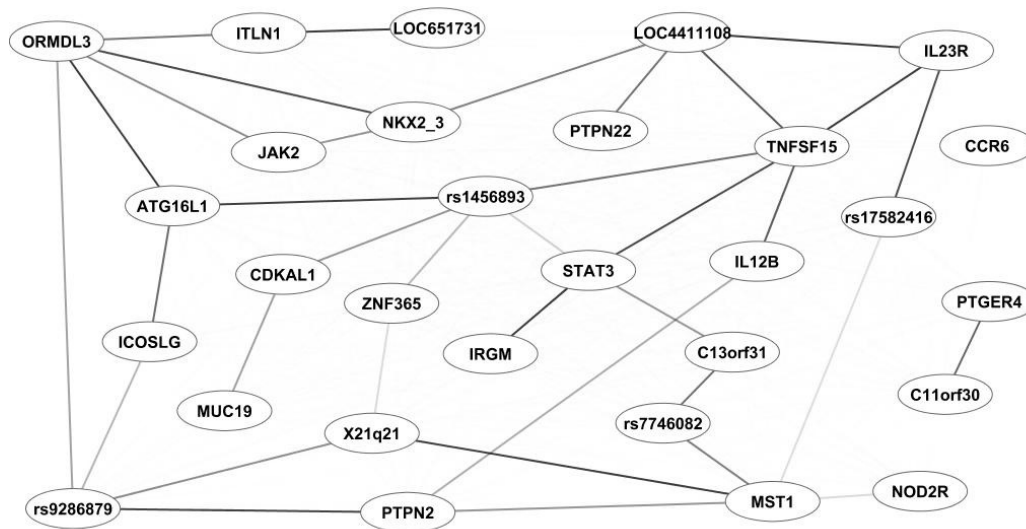 ORMDL3
ITLN1
LOC651731
LOC4411108
IL23R
NKX2_3
PTPN22
JAK2
TNFSF15
CCR6
ATG16L1
rs1456893
rs17582416
CDKAL1
ZNF365
STAT3
IL12B
PTGER4
ICOSLG
IRGM
C13orf31
C11orf30
MUC19
X21q21
rs7746082
rs9286879
PTPN2
MST1
NOD2R